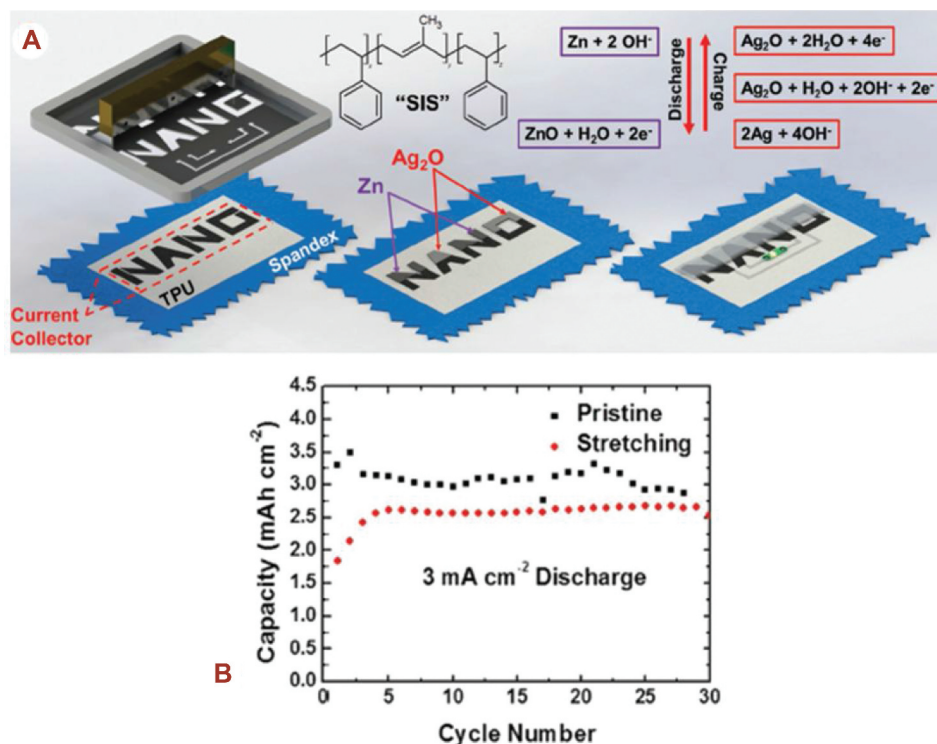 A
NANO
NANO
CH₃
x
y
z
"SIS"
Zn + 2 OH⁻
ZnO + H₂O + 2e⁻
Discharge
Charge
Ag₂O + 2H₂O + 4e⁻
Ag₂O + H₂O + 2OH⁻ + 2e⁻
2Ag + 4OH⁻
Zn
Ag₂O
NANO
TPU
Spandex
Current
Collector
NANO
NANO
B
Capacity (mAh cm⁻²)
4.5
4.0
3.5
3.0
2.5
2.0
1.5
1.0
0.5
0.0
Pristine
Stretching
3 mA cm⁻² Discharge
0 5 10 15 20 25 30
Cycle Number